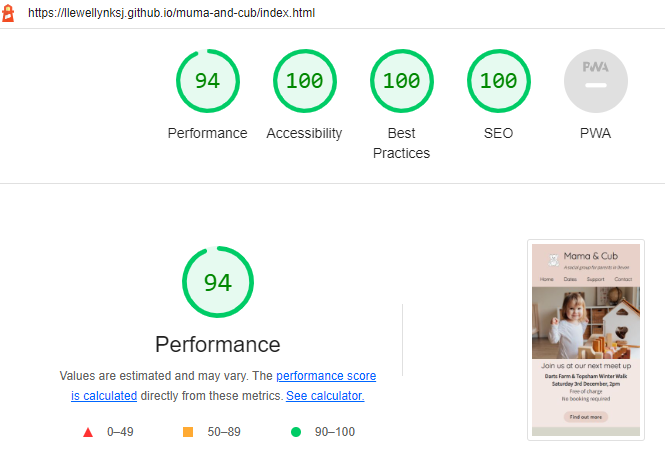 https://llewellynksj.github.io/muma-and-cub/index.html
94
100
100
100
PWA
Performance
Accessibility
Best
Practices
SEO
PWA
94
Performance
Values are estimated and may vary. The performance score
is calculated directly from these metrics. See calculator.
0–49
50–89
90–100
Mama & Cub
A social group for parents in Devon
Home Dates Support Contact
Join us at our next meet up
Darts Farm & Topsham Winter Walk
Saturday 3rd December, 2pm
Free of charge
No booking required
Find out more